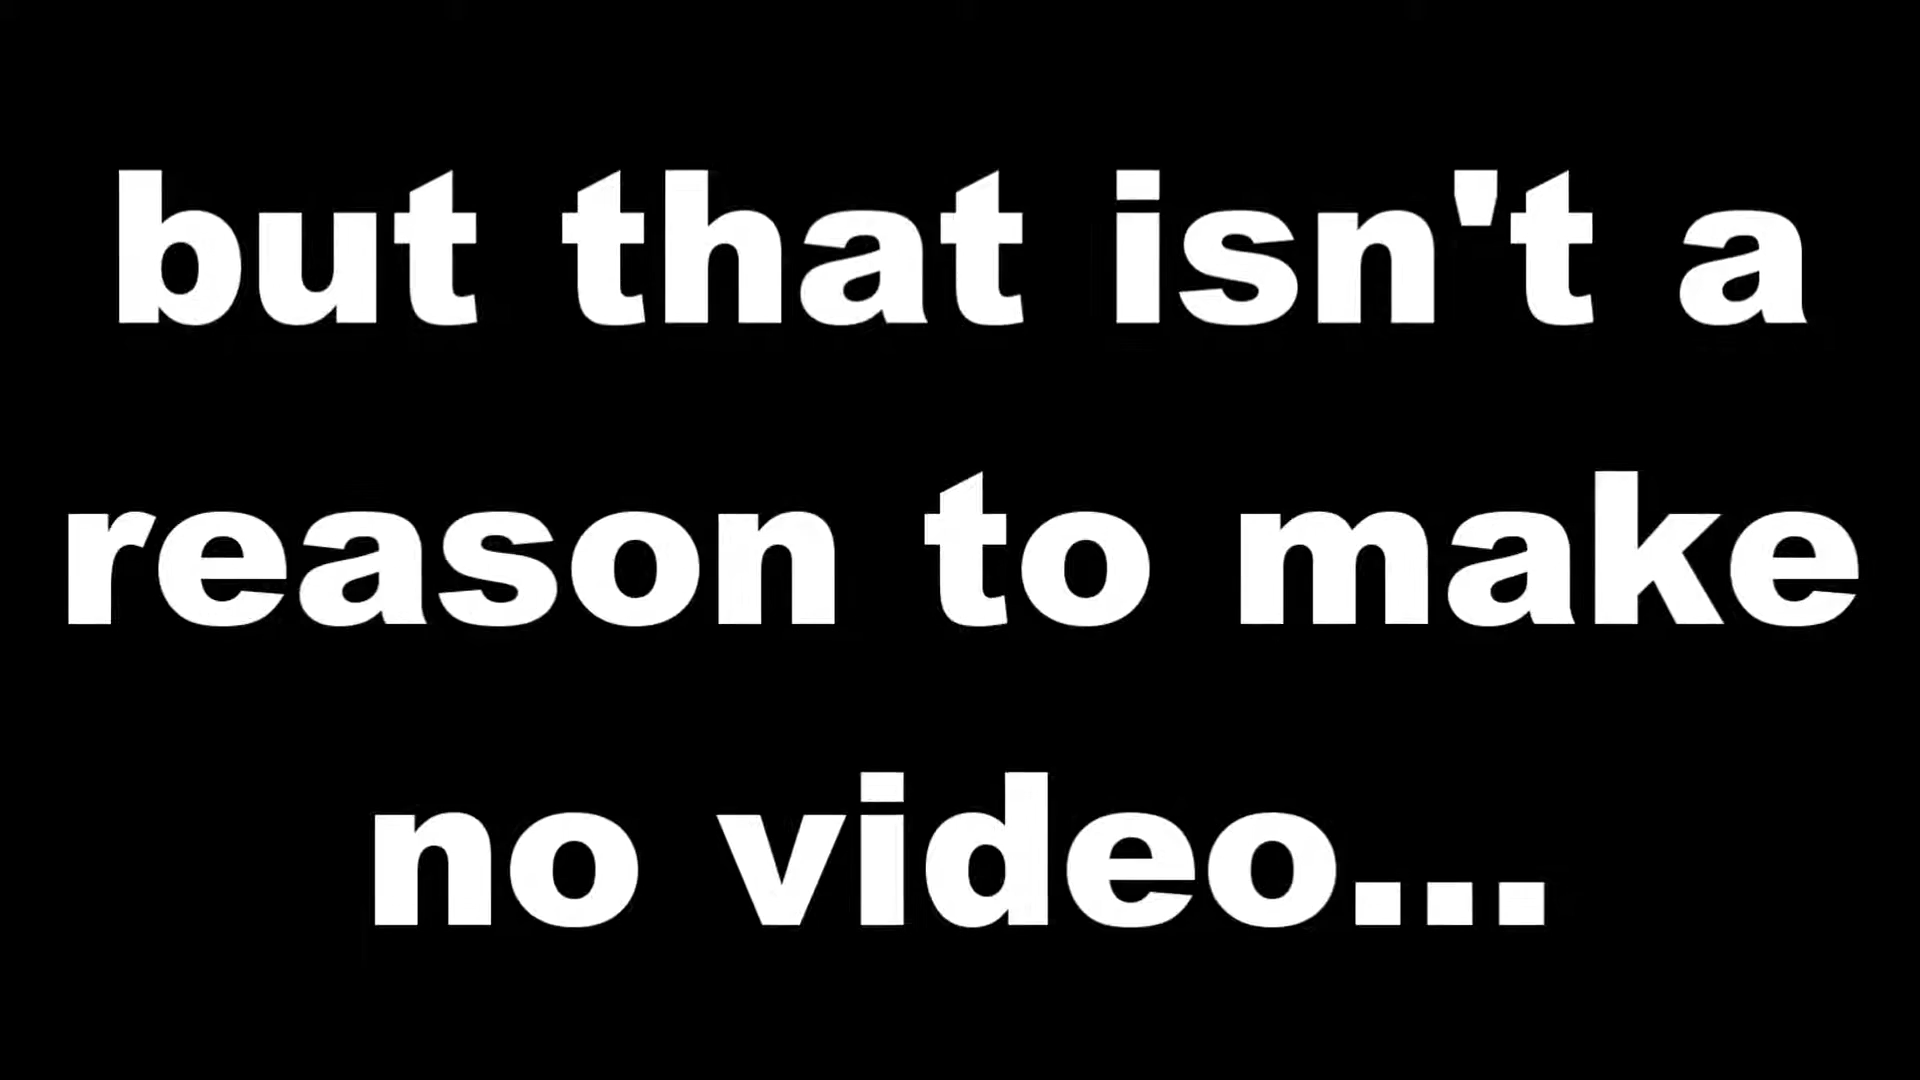 but that isn't a
reason to make
no video...